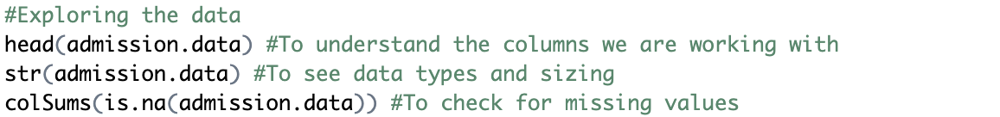 #Exploring the data
head(admission.data) #To understand the columns we are working with
str(admission.data) #To see data types and sizing
colSums(is.na(admission.data)) #To check for missing values